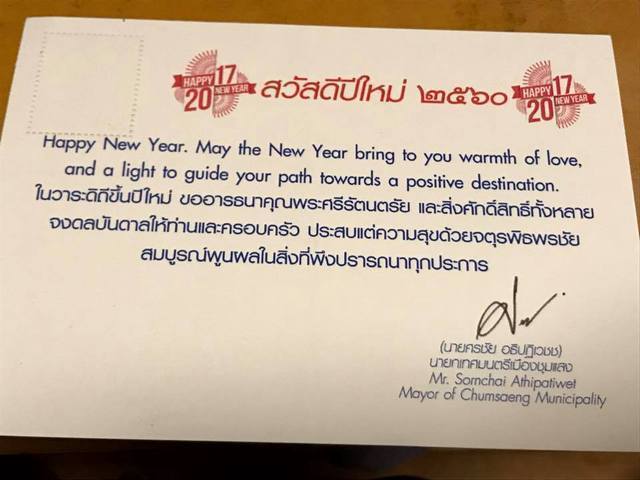 HAPPY 2017 NEW YEAR สวัสดีปีใหม่ ๒๕๖๐ HAPPY 2017 NEW YEAR
Happy New Year. May the New Year bring to you warmth of love,
and a light to guide your path towards a positive destination.
ในวาระดิถีขึ้นปีใหม่ ขออาราธนาคุณพระศรีรัตนตรัย และสิ่งศักดิ์สิทธิ์ทั้งหลาย
จงดลบันดาลให้ท่านและครอบครัว ประสบแต่ความสุขด้วยจตุรพิธพรชัย
สมบูรณ์พูนผลในสิ่งที่พึงปรารถนาทุกประการ
(นายศรชัย อธิปฏิเวชช)
นายกเทศมนตรีเมืองชุมแสง
Mr. Sornchai Athipatiwet
Mayor of Chumsaeng Municipality